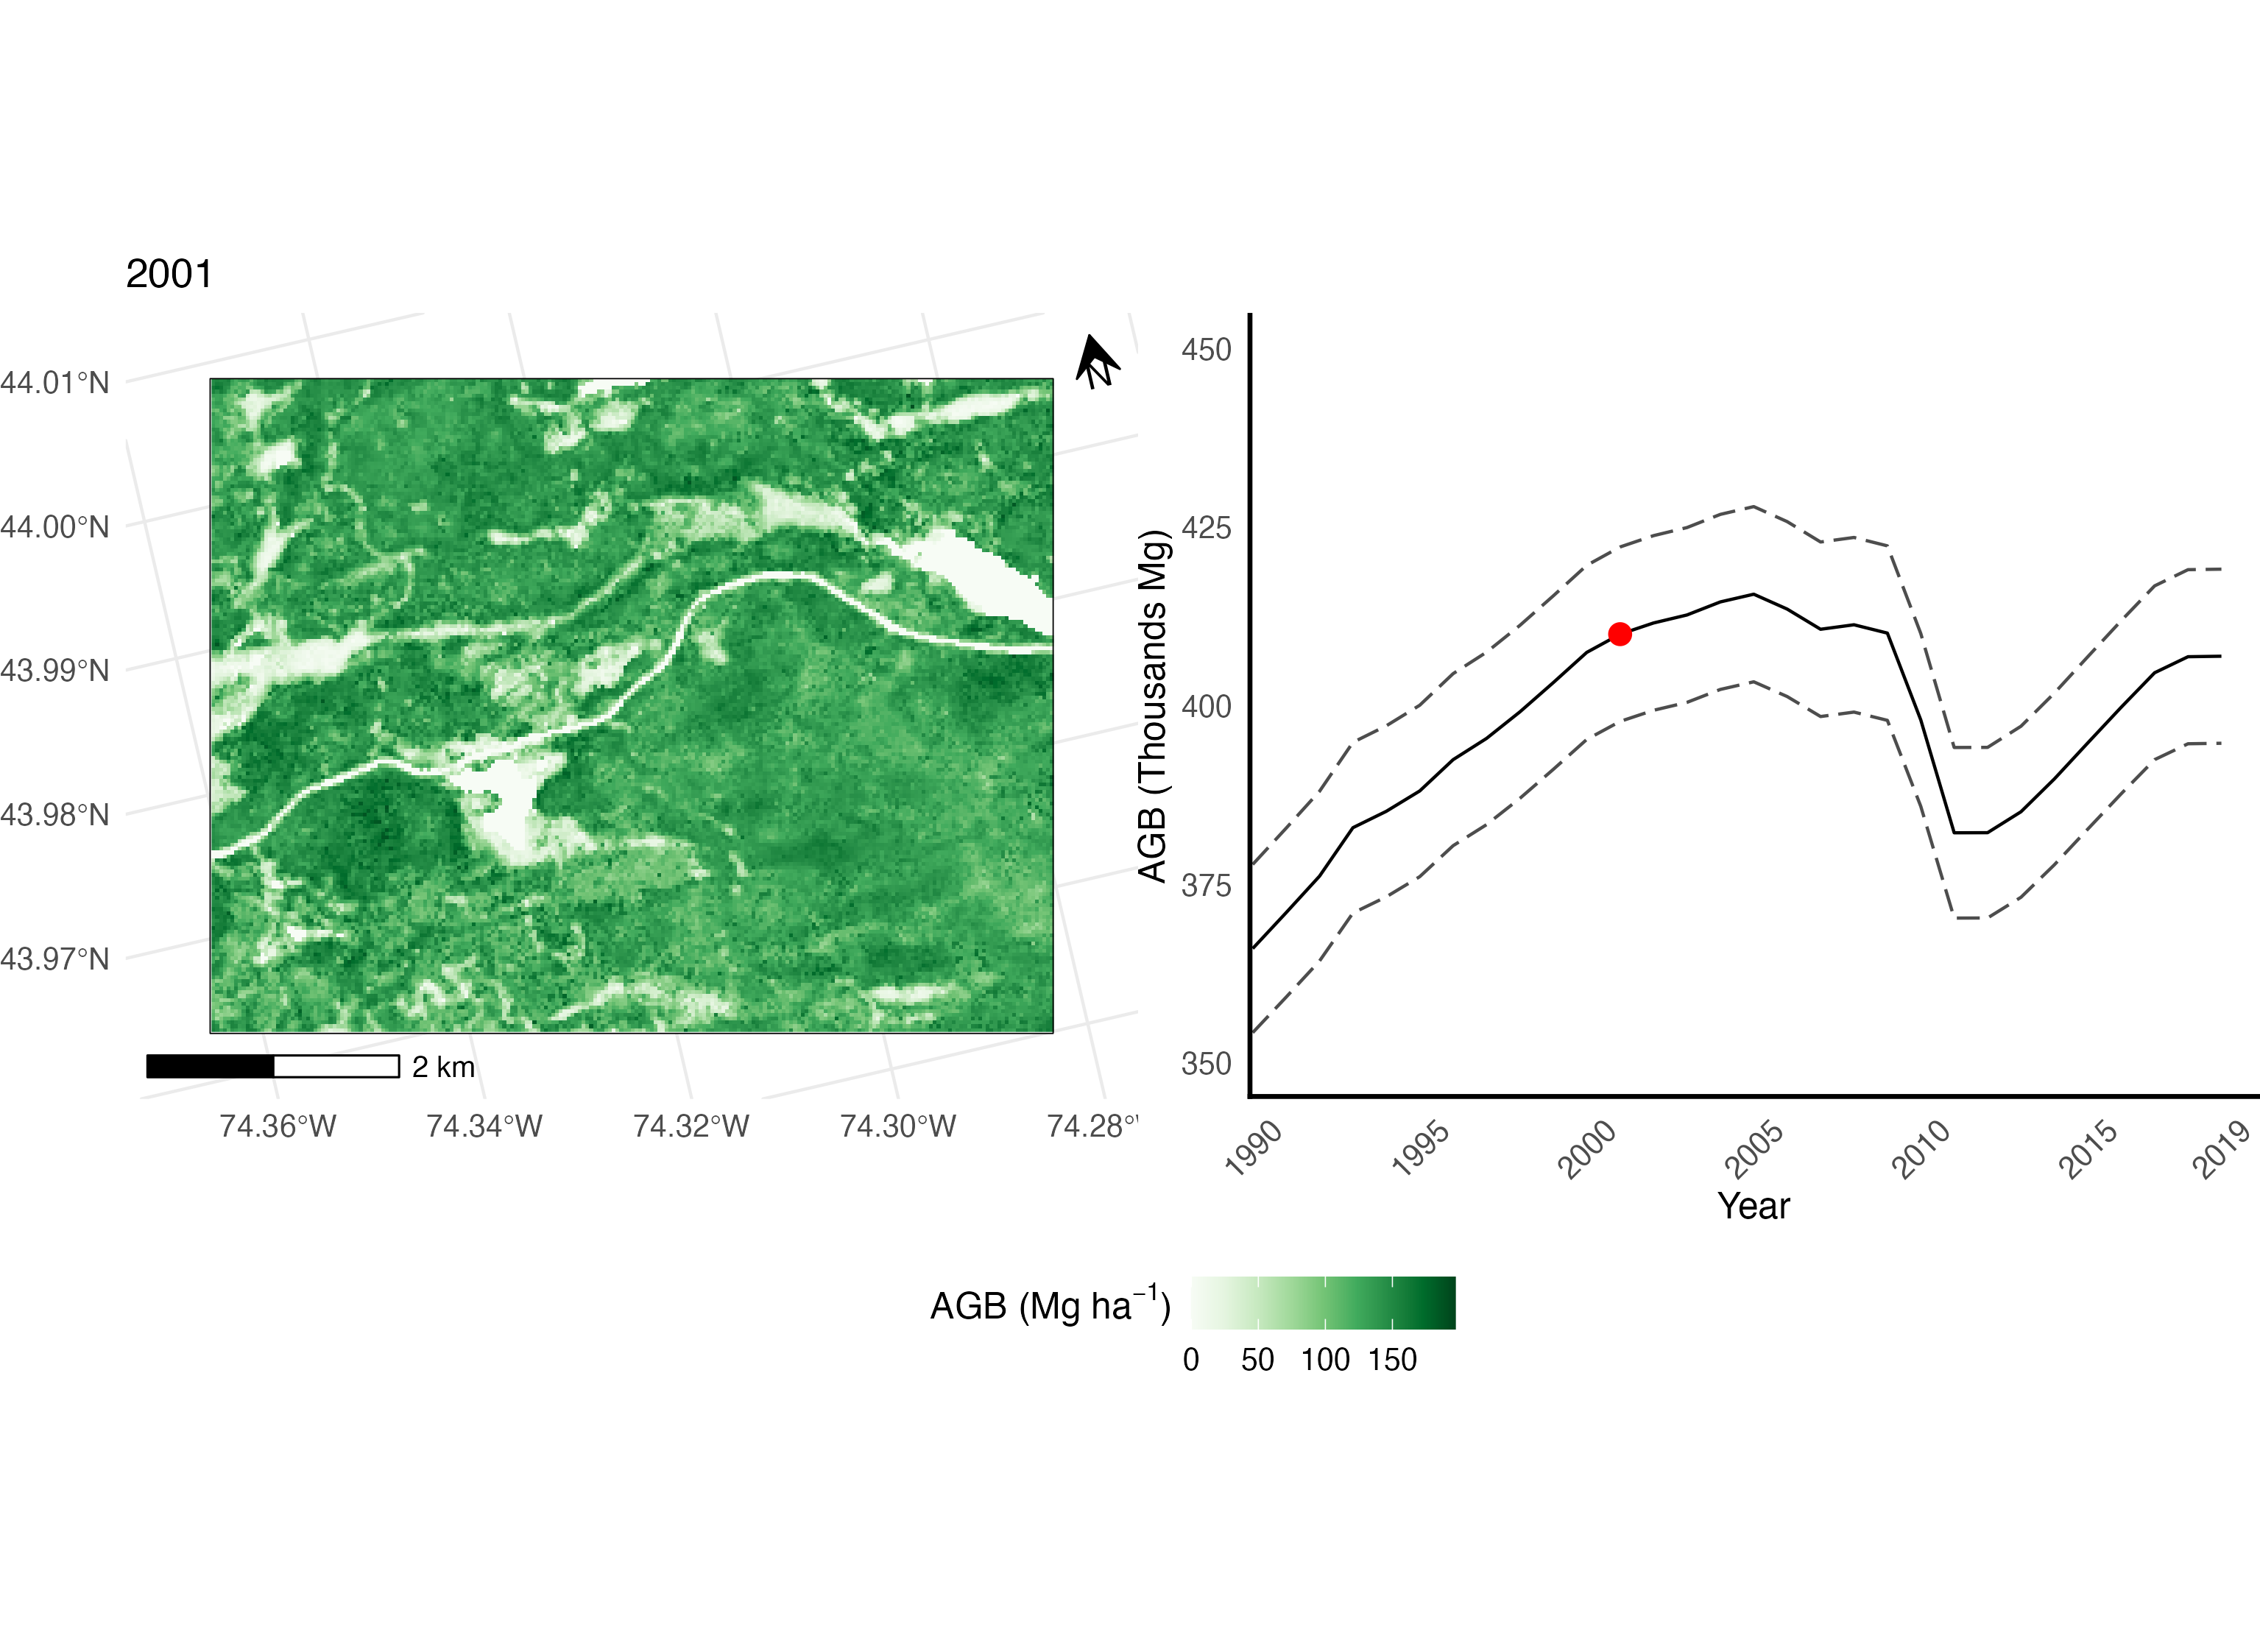 2001
44.01°N
44.00°N
43.99°N
43.98°N
43.97°N
N
2 km
74.36°W
74.34°W
74.32°W
74.30°W
74.28°
AGB (Thousands Mg)
450
425
400
375
350
1990
1995
2000
2005
2010
2015
2019
Year
AGB (Mg ha⁻¹)
0 50 100 150